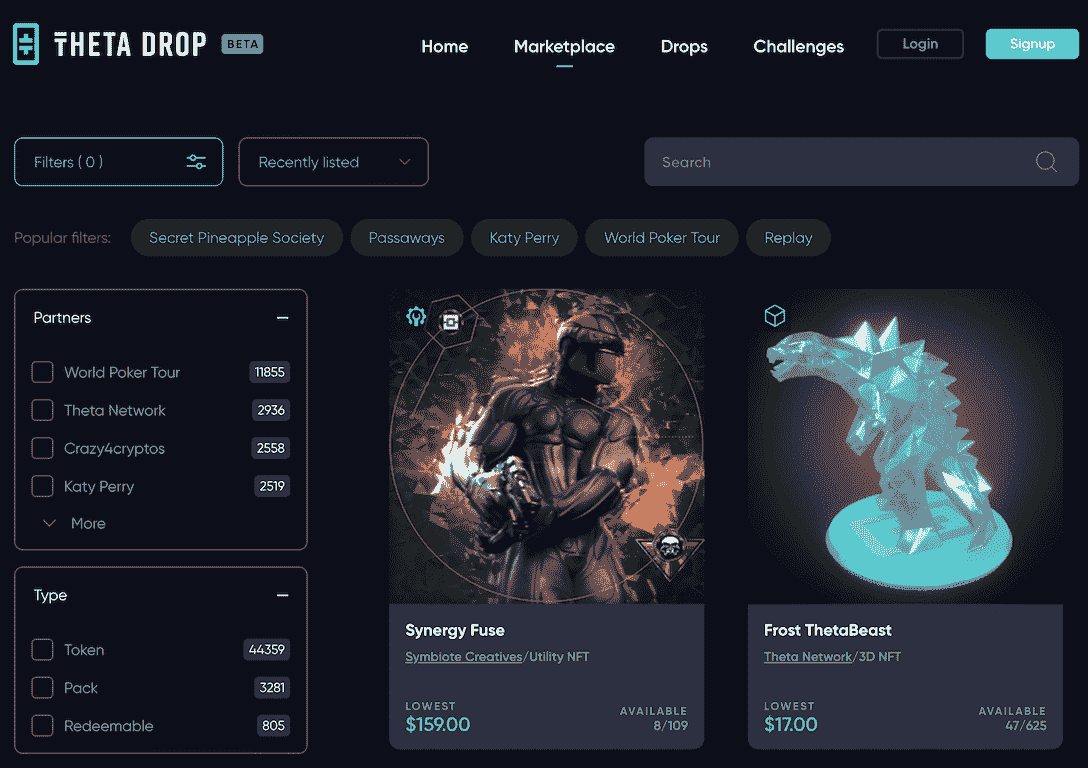 THETA DROP BETA
Home Marketplace Drops Challenges Login Signup
Filters ( 0 ) Recently listed Search
Popular filters: Secret Pineapple Society Passaways Katy Perry World Poker Tour Replay
Partners
World Poker Tour 11855
Theta Network 2936
Crazy4cryptos 2558
Katy Perry 2519
More
Type
Token 44359
Pack 3281
Redeemable 805
Synergy Fuse
Symbiote Creatives/Utility NFT
LOWEST AVAILABLE
$159.00 8/109
Frost ThetaBeast
Theta Network/3D NFT
LOWEST AVAILABLE
$17.00 47/625